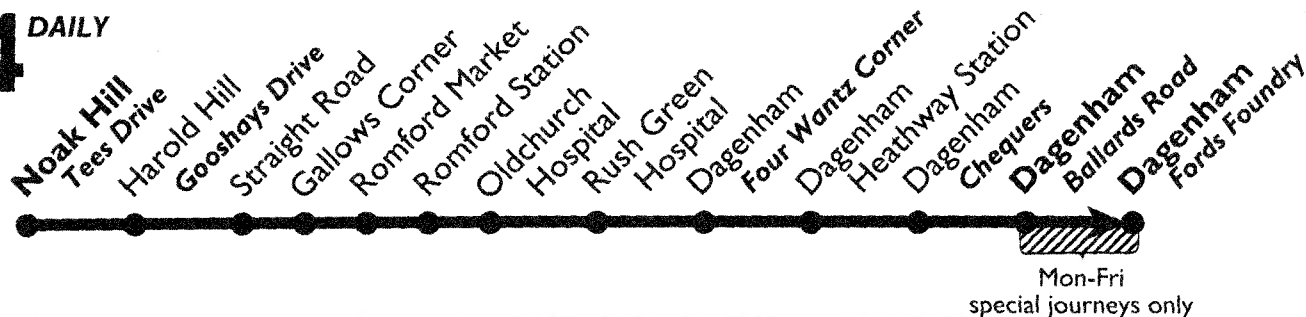 4 DAILY
Noak Hill
Tees Drive
Harold Hill
Gooshays Drive
Straight Road
Gallows Corner
Romford Market
Romford Station
Oldchurch
Hospital
Rush Green
Hospital
Dagenham
Four Wantz Corner
Dagenham
Heathway Station
Dagenham
Chequers
Dagenham
Ballards Road
Dagenham
Fords Foundry
Mon-Fri
special journeys only